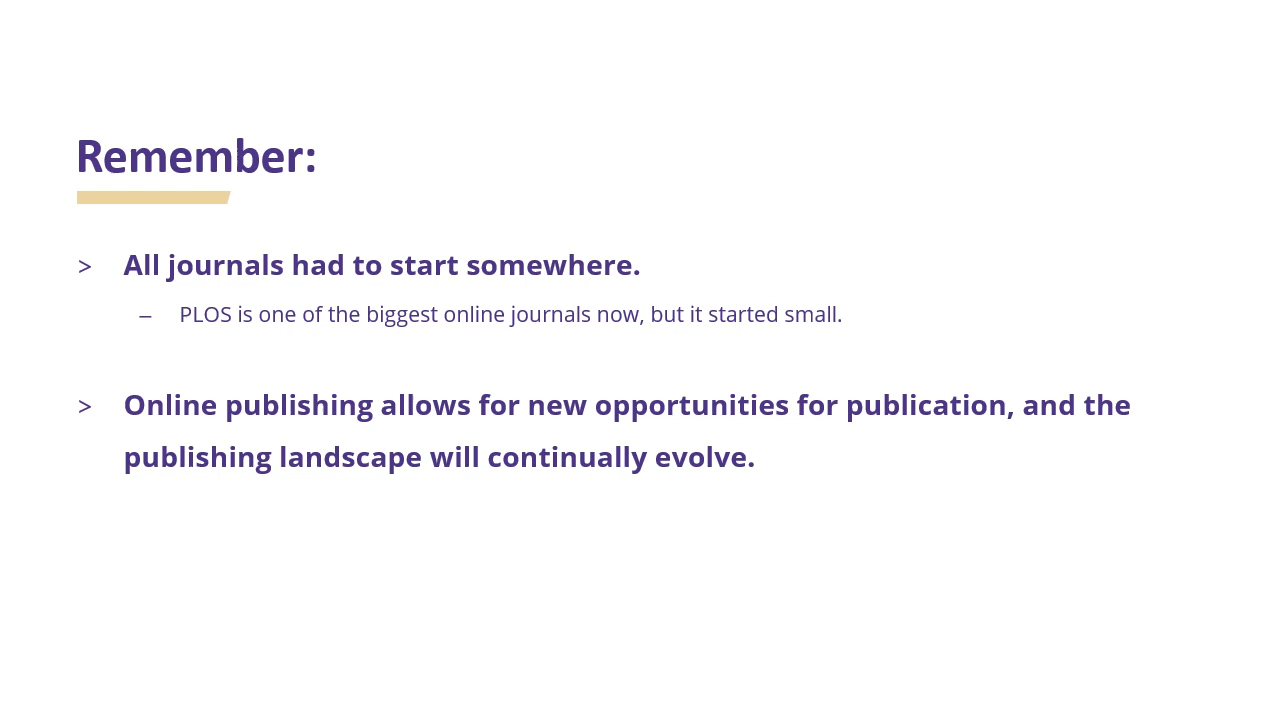 Remember:
> All journals had to start somewhere.
– PLOS is one of the biggest online journals now, but it started small.
> Online publishing allows for new opportunities for publication, and the
publishing landscape will continually evolve.